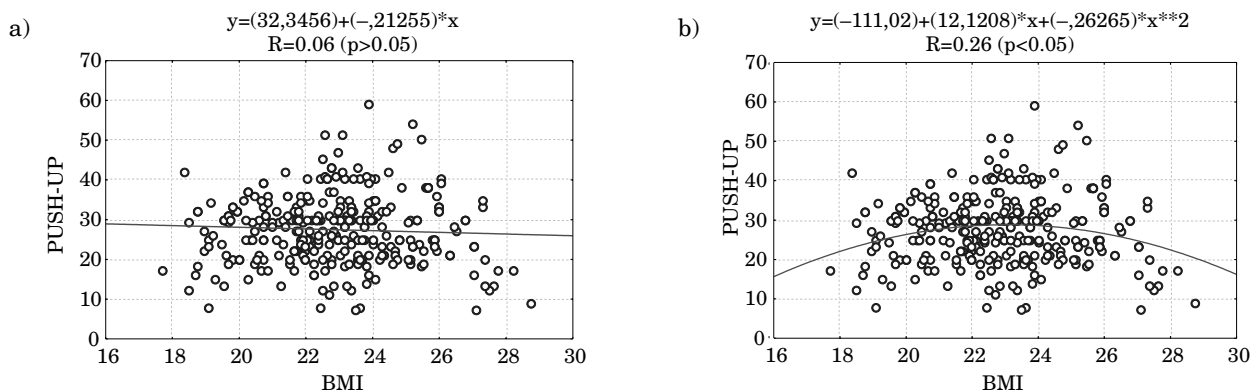 a)
y=(32,3456)+(–,21255)*x
R=0.06 (p>0.05)
PUSH-UP
70
60
50
40
30
20
10
0
16 18 20 22 24 26 28 30
BMI
b)
y=(–111,02)+(12,1208)*x+(–,26265)*x**2
R=0.26 (p<0.05)
PUSH-UP
70
60
50
40
30
20
10
0
16 18 20 22 24 26 28 30
BMI